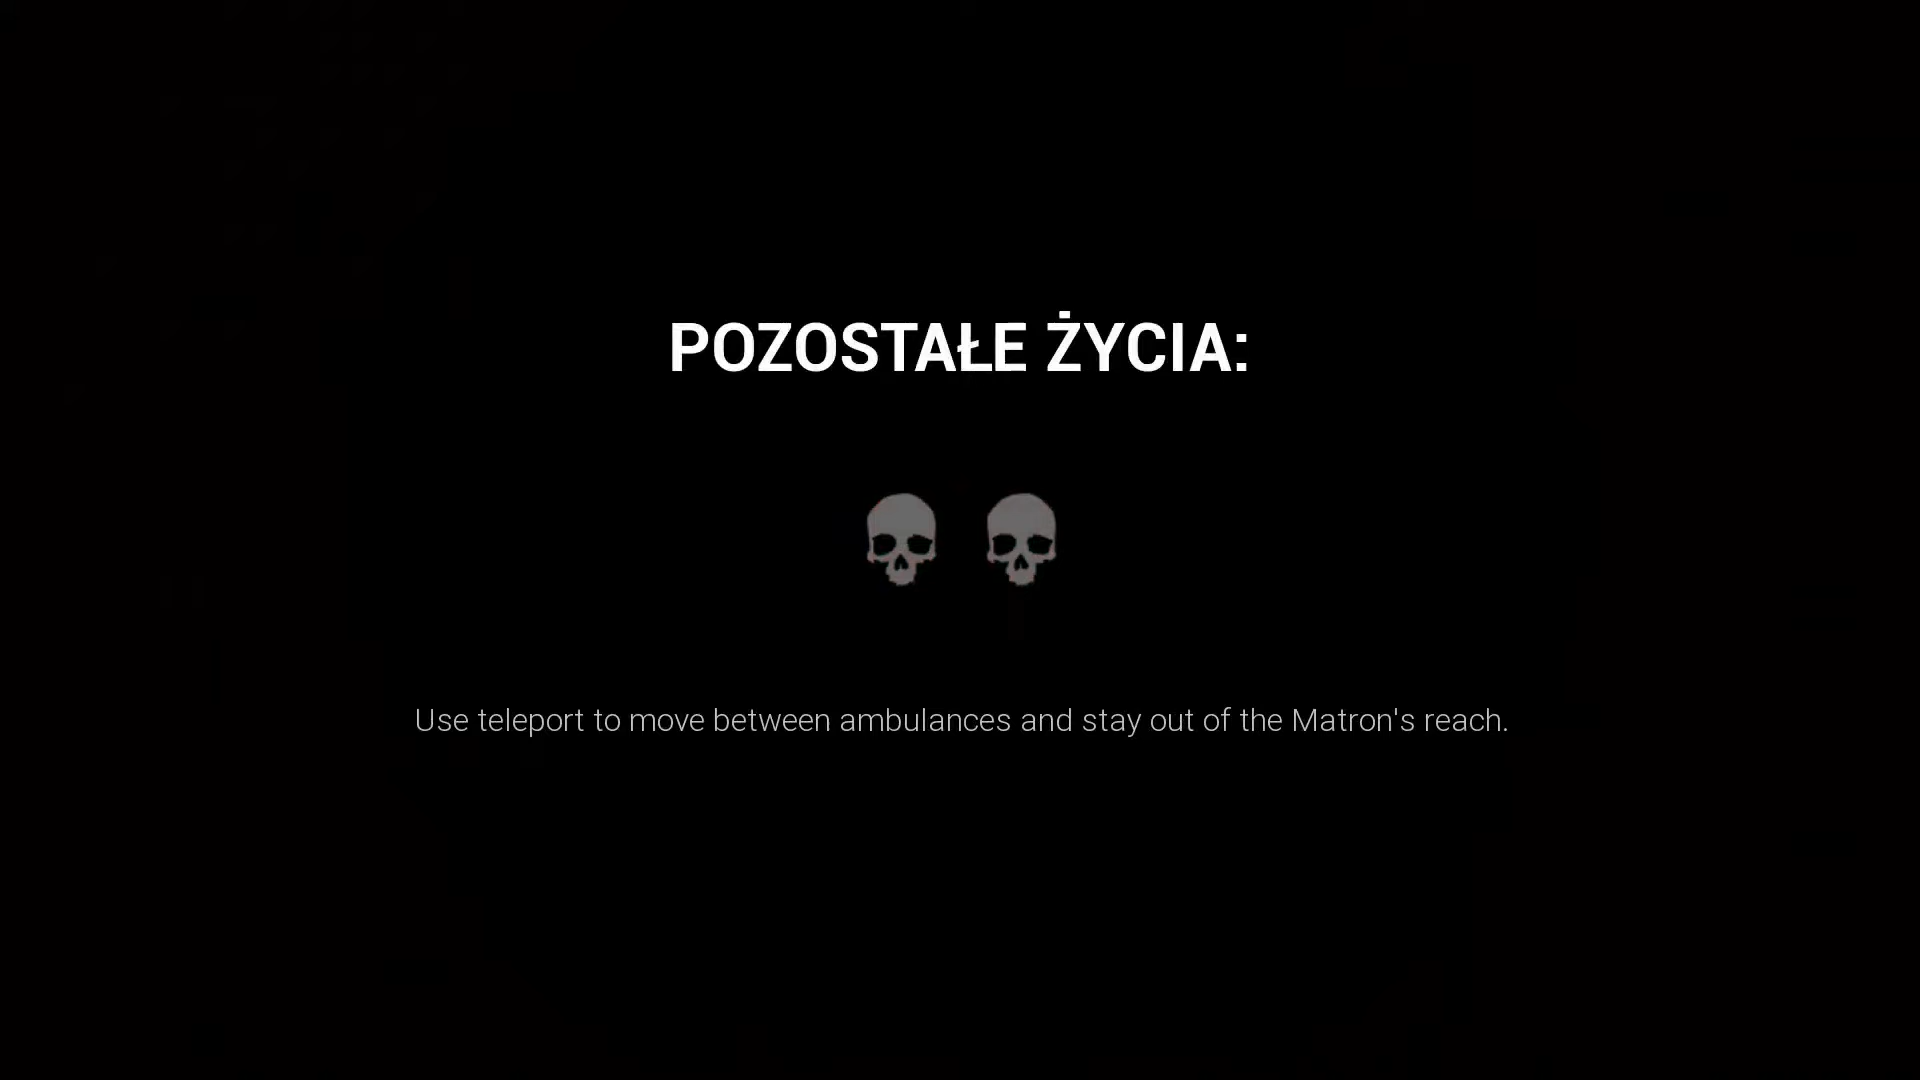 POZOSTAŁE ŻYCIA:
Use teleport to move between ambulances and stay out of the Matron's reach.